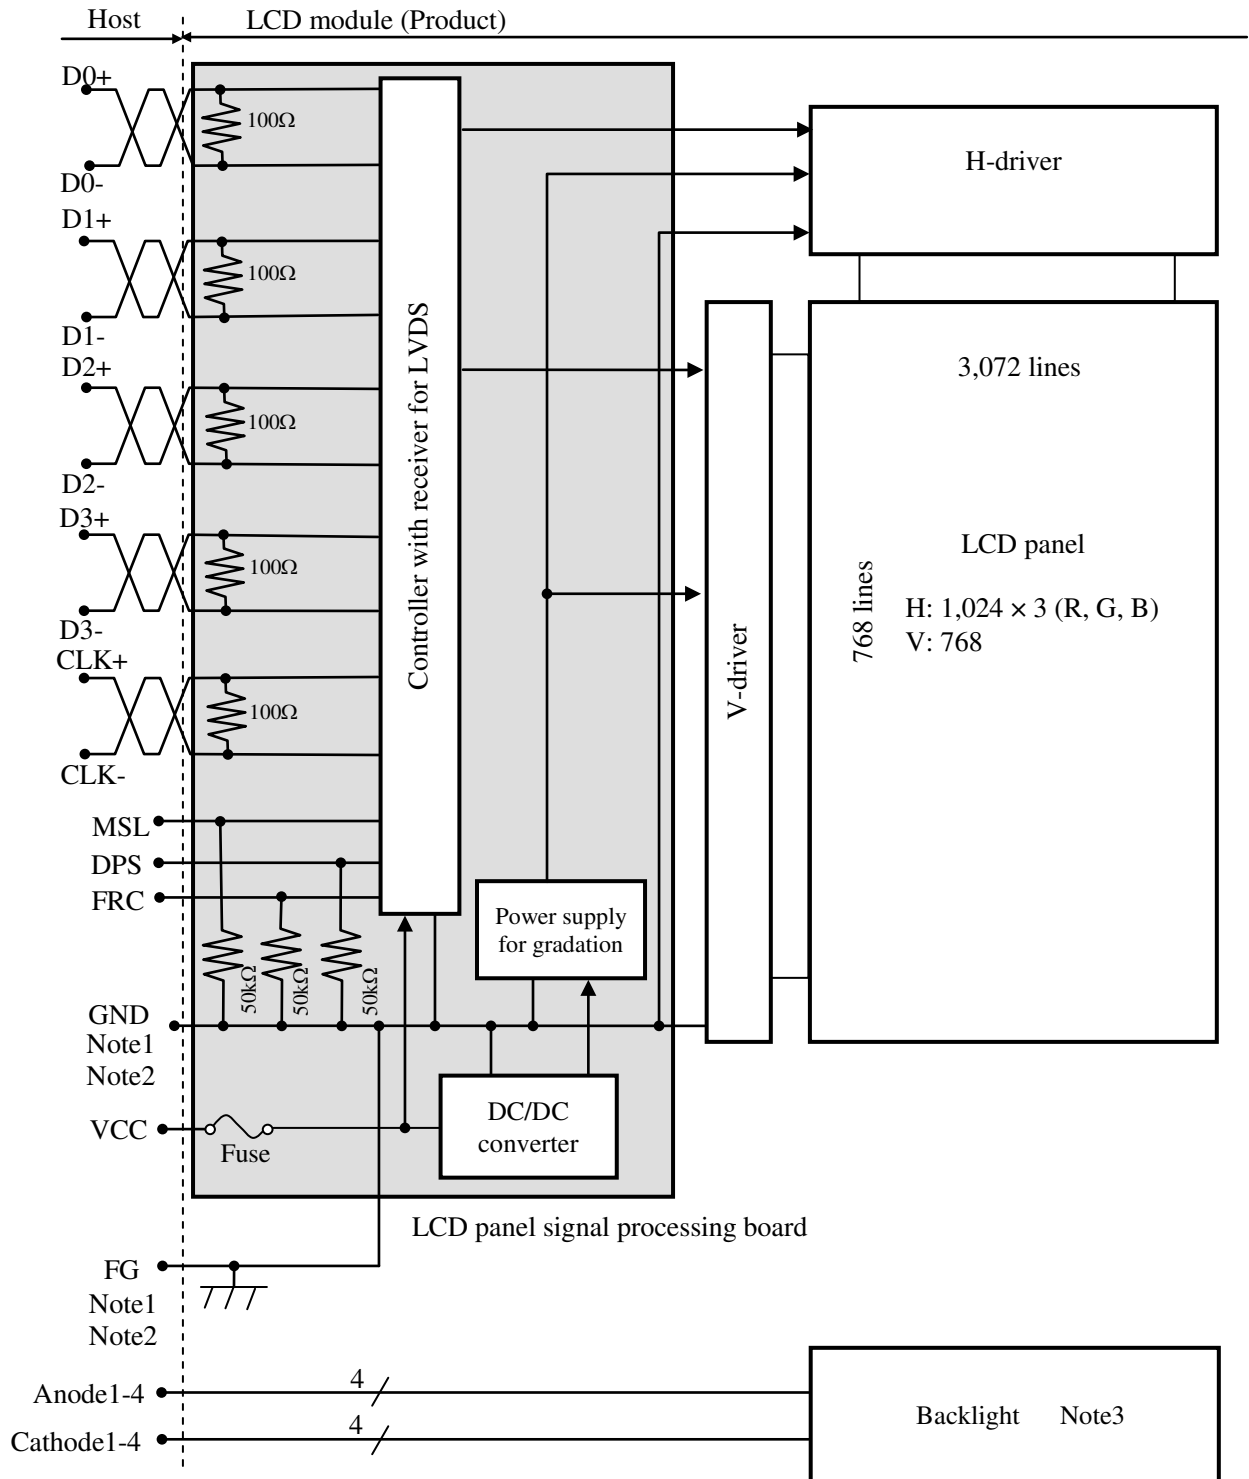 Host
LCD module (Product)
D0+
100Ω
D0-
D1+
100Ω
D1-
D2+
100Ω
D2-
D3+
100Ω
D3-
CLK+
100Ω
CLK-
MSL
DPS
FRC
50kΩ
50kΩ
50kΩ
GND
Note1
Note2
VCC
Fuse
Controller with receiver for LVDS
Power supply
for gradation
DC/DC
converter
LCD panel signal processing board
H-driver
V-driver
3,072 lines
768 lines
LCD panel
H: 1,024 × 3 (R, G, B)
V: 768
FG
Note1
Note2
Anode1-4
4
Cathode1-4
4
Backlight Note3